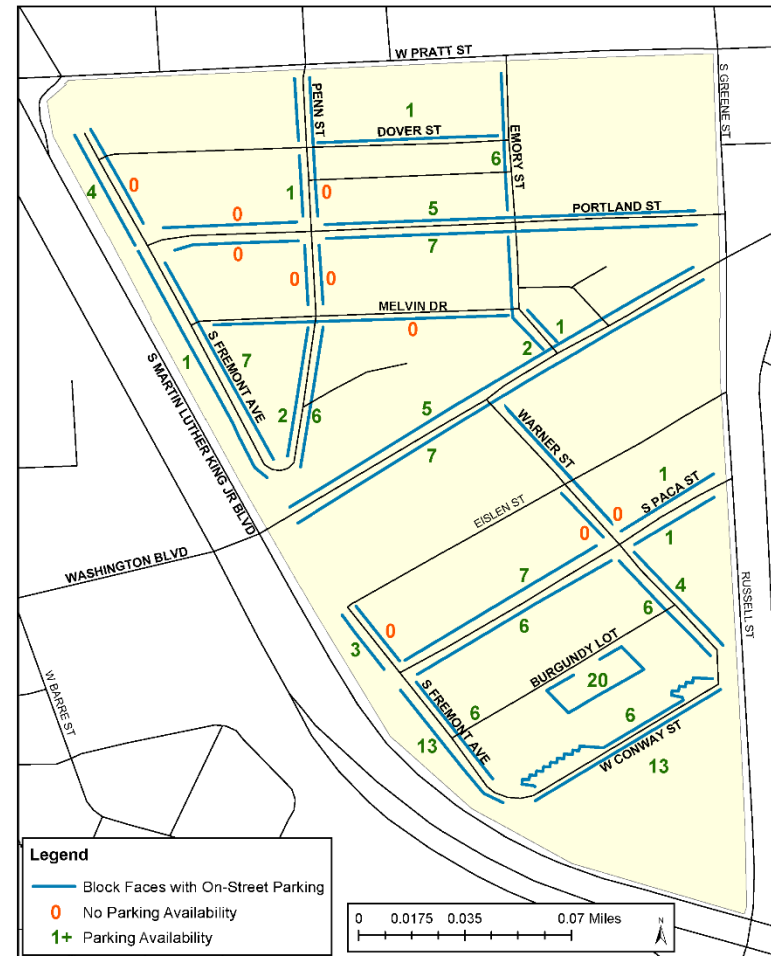 W PRATT ST
S GREENE ST
PENN ST
1
DOVER ST
EMORY ST
6
4
0
1
0
0
5
PORTLAND ST
7
0
0
0
MELVIN DR
0
1
2
S FREMONT AVE
7
1
2
6
S MARTIN LUTHER KING JR BLVD
5
7
WARNER ST
1
S PACA ST
EISLEN ST
0
0
1
WASHINGTON BLVD
7
4
6
6
RUSSELL ST
0
3
BURGUNDY LOT
20
S FREMONT AVE
6
6
13
W CONWAY ST
13
W BARRE ST
Legend
Block Faces with On-Street Parking
0 No Parking Availability
1+ Parking Availability
0 0.0175 0.035 0.07 Miles
N